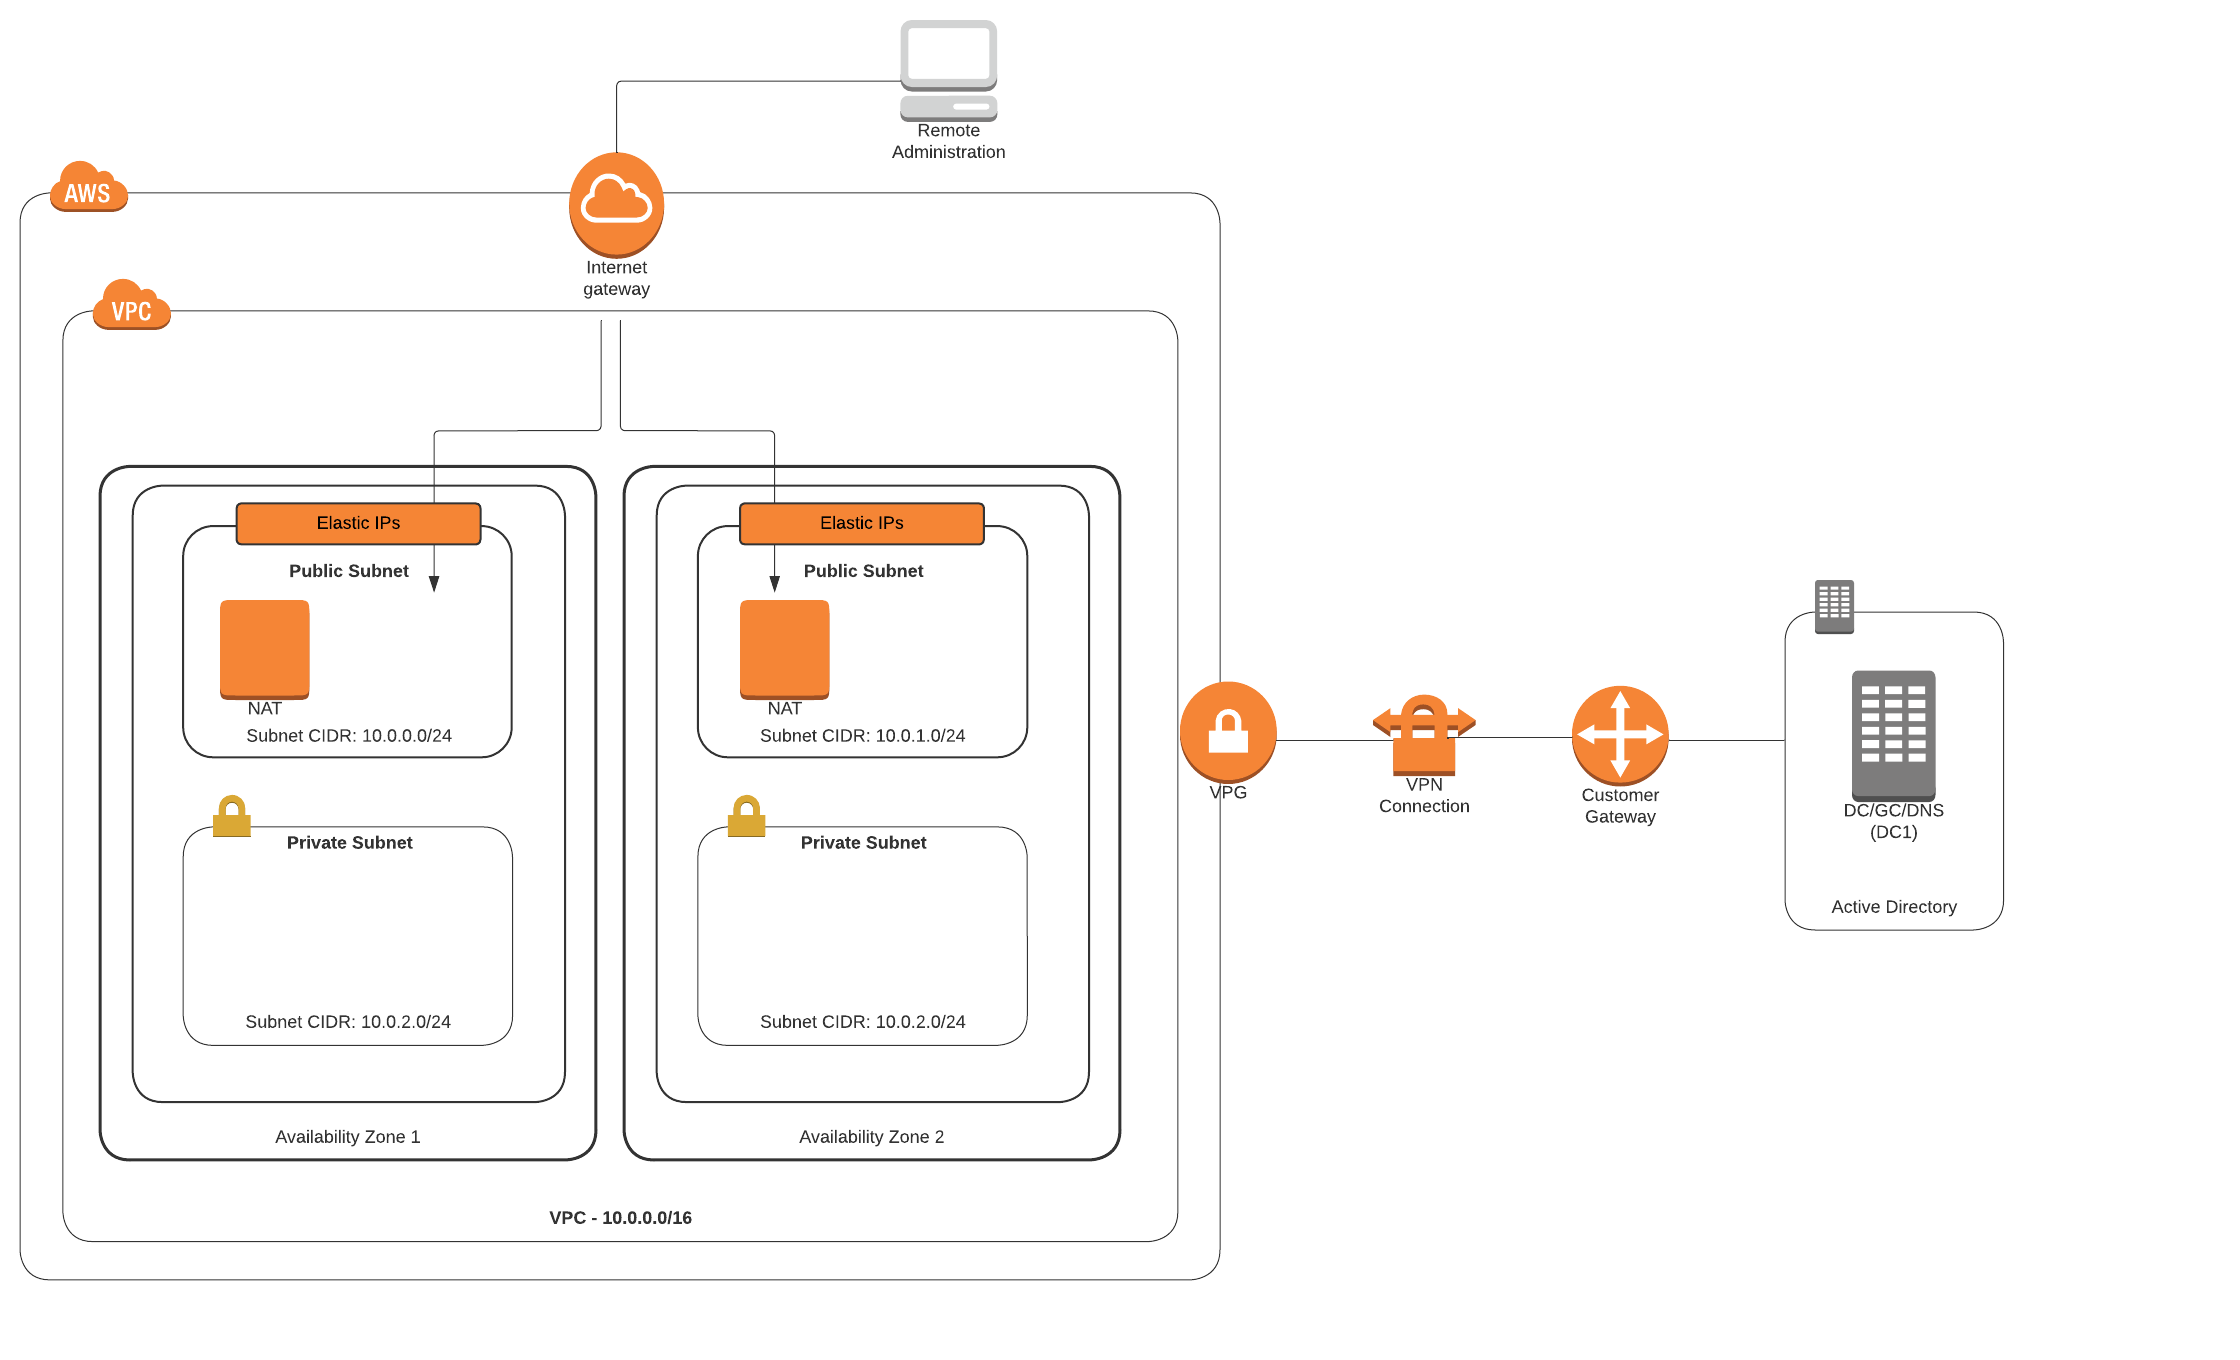 Remote
Administration
AWS
Internet
gateway
VPC
Elastic IPs
Elastic IPs
Public Subnet
Public Subnet
NAT
NAT
Subnet CIDR: 10.0.0.0/24
Subnet CIDR: 10.0.1.0/24
VPG
VPN
Connection
Customer
Gateway
DC/GC/DNS
(DC1)
Active Directory
Private Subnet
Private Subnet
Subnet CIDR: 10.0.2.0/24
Subnet CIDR: 10.0.2.0/24
Availability Zone 1
Availability Zone 2
VPC - 10.0.0.0/16